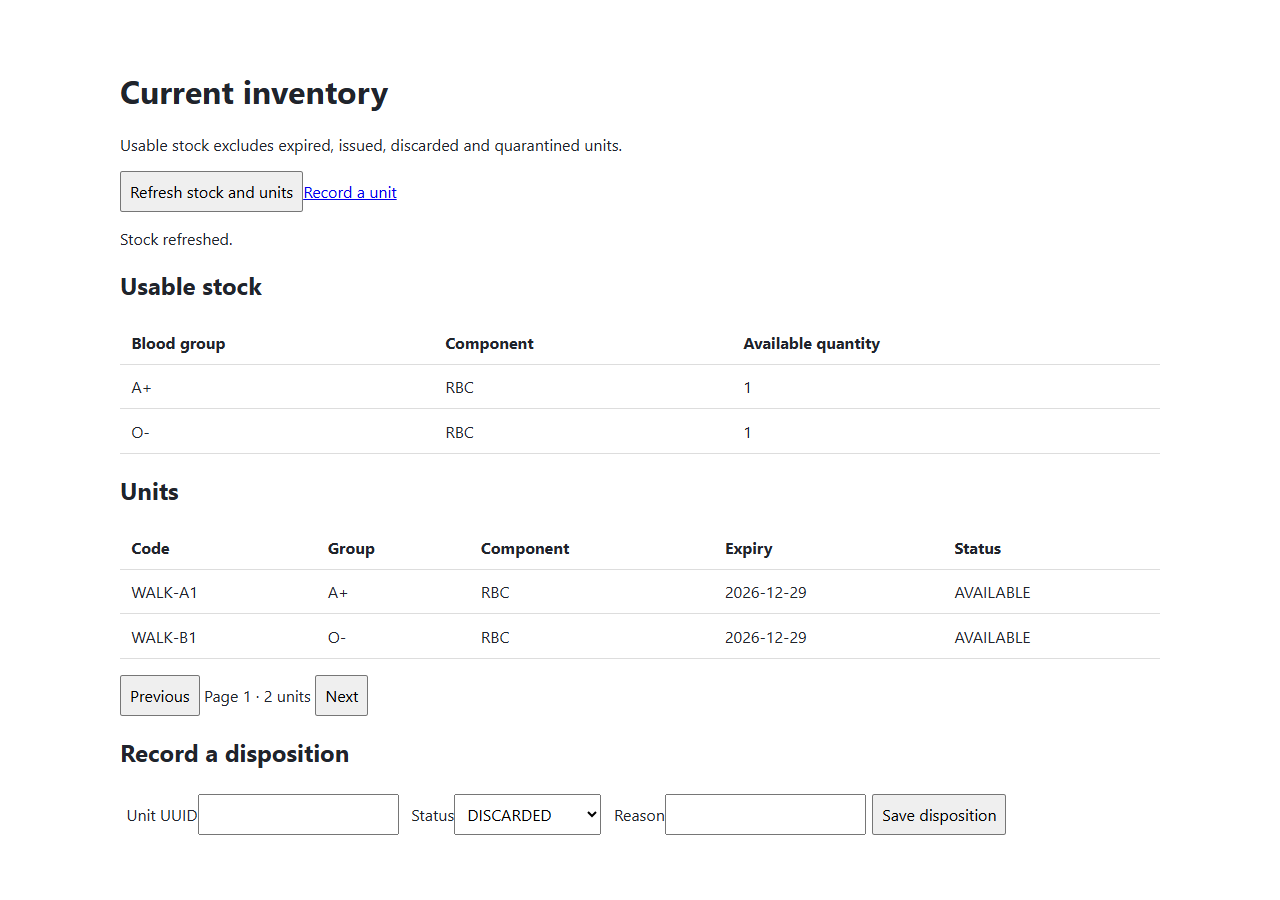 Current inventory
Usable stock excludes expired, issued, discarded and quarantined units.
Refresh stock and units Record a unit
Stock refreshed.
Usable stock
Blood group Component Available quantity
A+ RBC 1
O- RBC 1
Units
Code Group Component Expiry Status
WALK-A1 A+ RBC 2026-12-29 AVAILABLE
WALK-B1 O- RBC 2026-12-29 AVAILABLE
Previous Page 1 · 2 units Next
Record a disposition
Unit UUID Status DISCARDED Reason Save disposition